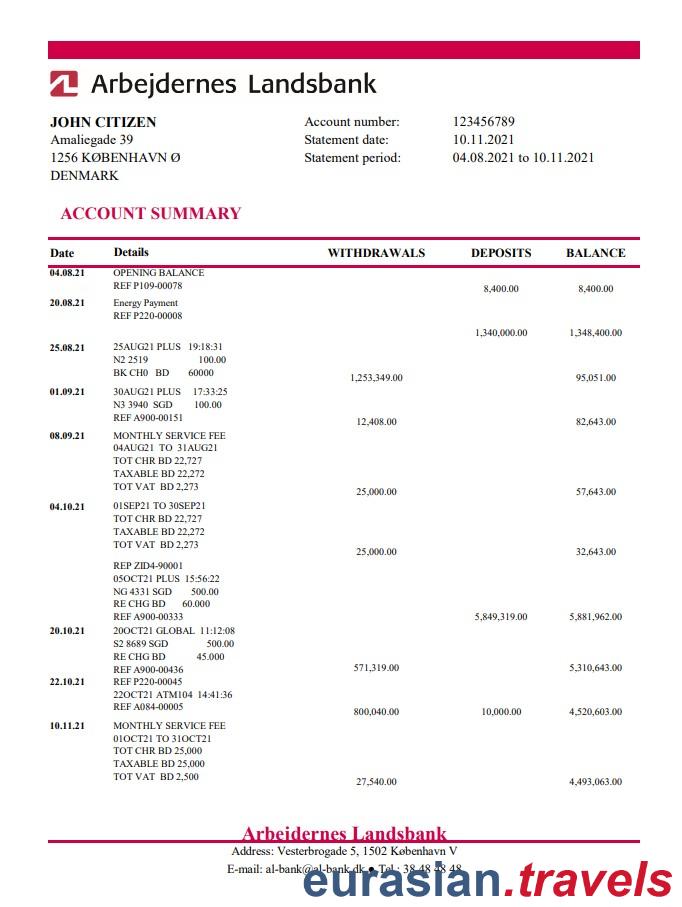 Arbejdernes Landsbank
JOHN CITIZEN
Amaliegade 39
1256 KØBENHAVN Ø
DENMARK
Account number: 123456789
Statement date: 10.11.2021
Statement period: 04.08.2021 to 10.11.2021
ACCOUNT SUMMARY
Date Details WITHDRAWALS DEPOSITS BALANCE
04.08.21 OPENING BALANCE
REF P109-00078
8,400.00 8,400.00
20.08.21 Energy Payment
REF P220-00008
1,340,000.00 1,348,400.00
25.08.21 25AUG21 PLUS 19:18:31
N2 2519 100.00
BK CH0 BD 60000
1,253,349.00 95,051.00
01.09.21 30AUG21 PLUS 17:33:25
N3 3940 SGD 100.00
REF A900-00151
12,408.00 82,643.00
08.09.21 MONTHLY SERVICE FEE
04AUG21 TO 31AUG21
TOT CHR BD 22,727
TAXABLE BD 22,272
TOT VAT BD 2,273
25,000.00 57,643.00
04.10.21 01SEP21 TO 30SEP21
TOT CHR BD 22,727
TAXABLE BD 22,272
TOT VAT BD 2,273
25,000.00 32,643.00
REP ZID4-90001
05OCT21 PLUS 15:56:22
NG 4331 SGD 500.00
RE CHG BD 60.000
REF A900-00333 5,849,319.00 5,881,962.00
20.10.21 20OCT21 GLOBAL 11:12:08
S2 8689 SGD 500.00
RE CHG BD 45.000
REF A900-00436 571,319.00 5,310,643.00
22.10.21 REF P220-00045
22OCT21 ATM104 14:41:36
REF A084-00005
800,040.00 10,000.00 4,520,603.00
10.11.21 MONTHLY SERVICE FEE
01OCT21 TO 31OCT21
TOT CHR BD 25,000
TAXABLE BD 25,000
TOT VAT BD 2,500
27,540.00 4,493,063.00
Arbejdernes Landsbank
Address: Vesterbrogade 5, 1502 København V
E-mail: al-bank@al-bank.dk • Tel.: 38 48 48 48
eurasian.travels